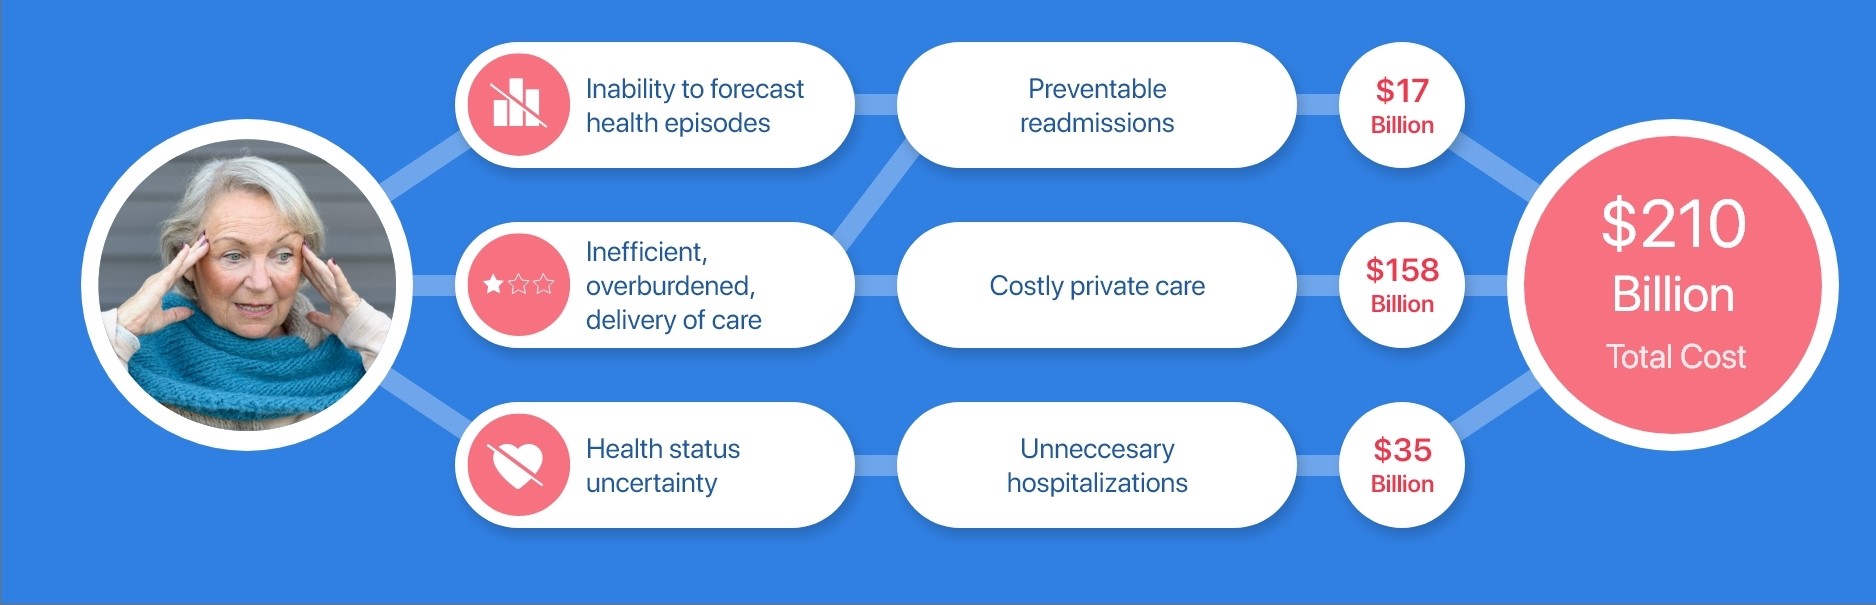 Inability to forecast
health episodes
Preventable
readmissions
$17
Billion
Inefficient,
overburdened,
delivery of care
Costly private care
$158
Billion
$210
Billion
Total Cost
Health status
uncertainty
Unneccesary
hospitalizations
$35
Billion